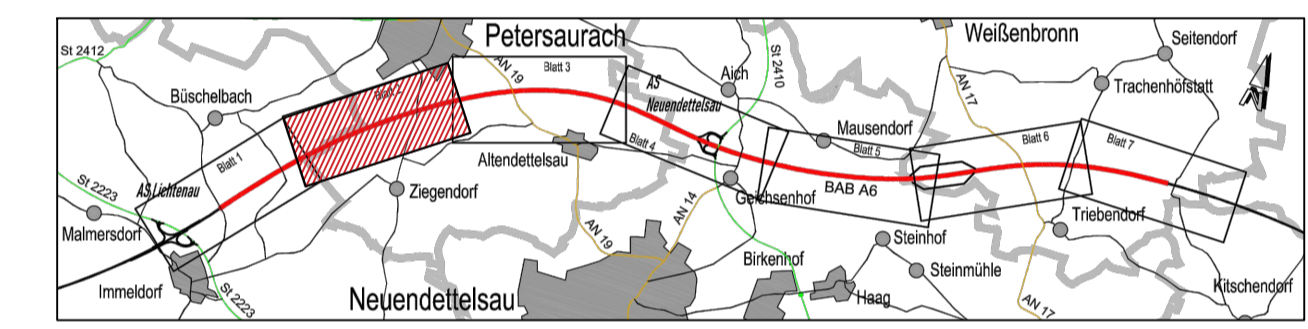 St 2412
Petersaurach
Weißenbronn
Seitendorf
AN 19
Blatt 3
St 2410
Aich
AN 17
Trachenhöfstatt
Büschelbach
Blatt 2
AS
Neuendettelsau
Mausendorf
Blatt 1
Blatt 4
Blatt 5
Blatt 6
Blatt 7
Altendettelsau
AS Lichtenau
St 2223
Ziegendorf
Geichsenhof
BAB A6
Malmersdorf
AN 14
Triebendorf
AN 19
Steinhof
Birkenhof
Steinmühle
Immeldorf
St 2223
Neuendettelsau
Haag
AN 17
Kitschendorf
N